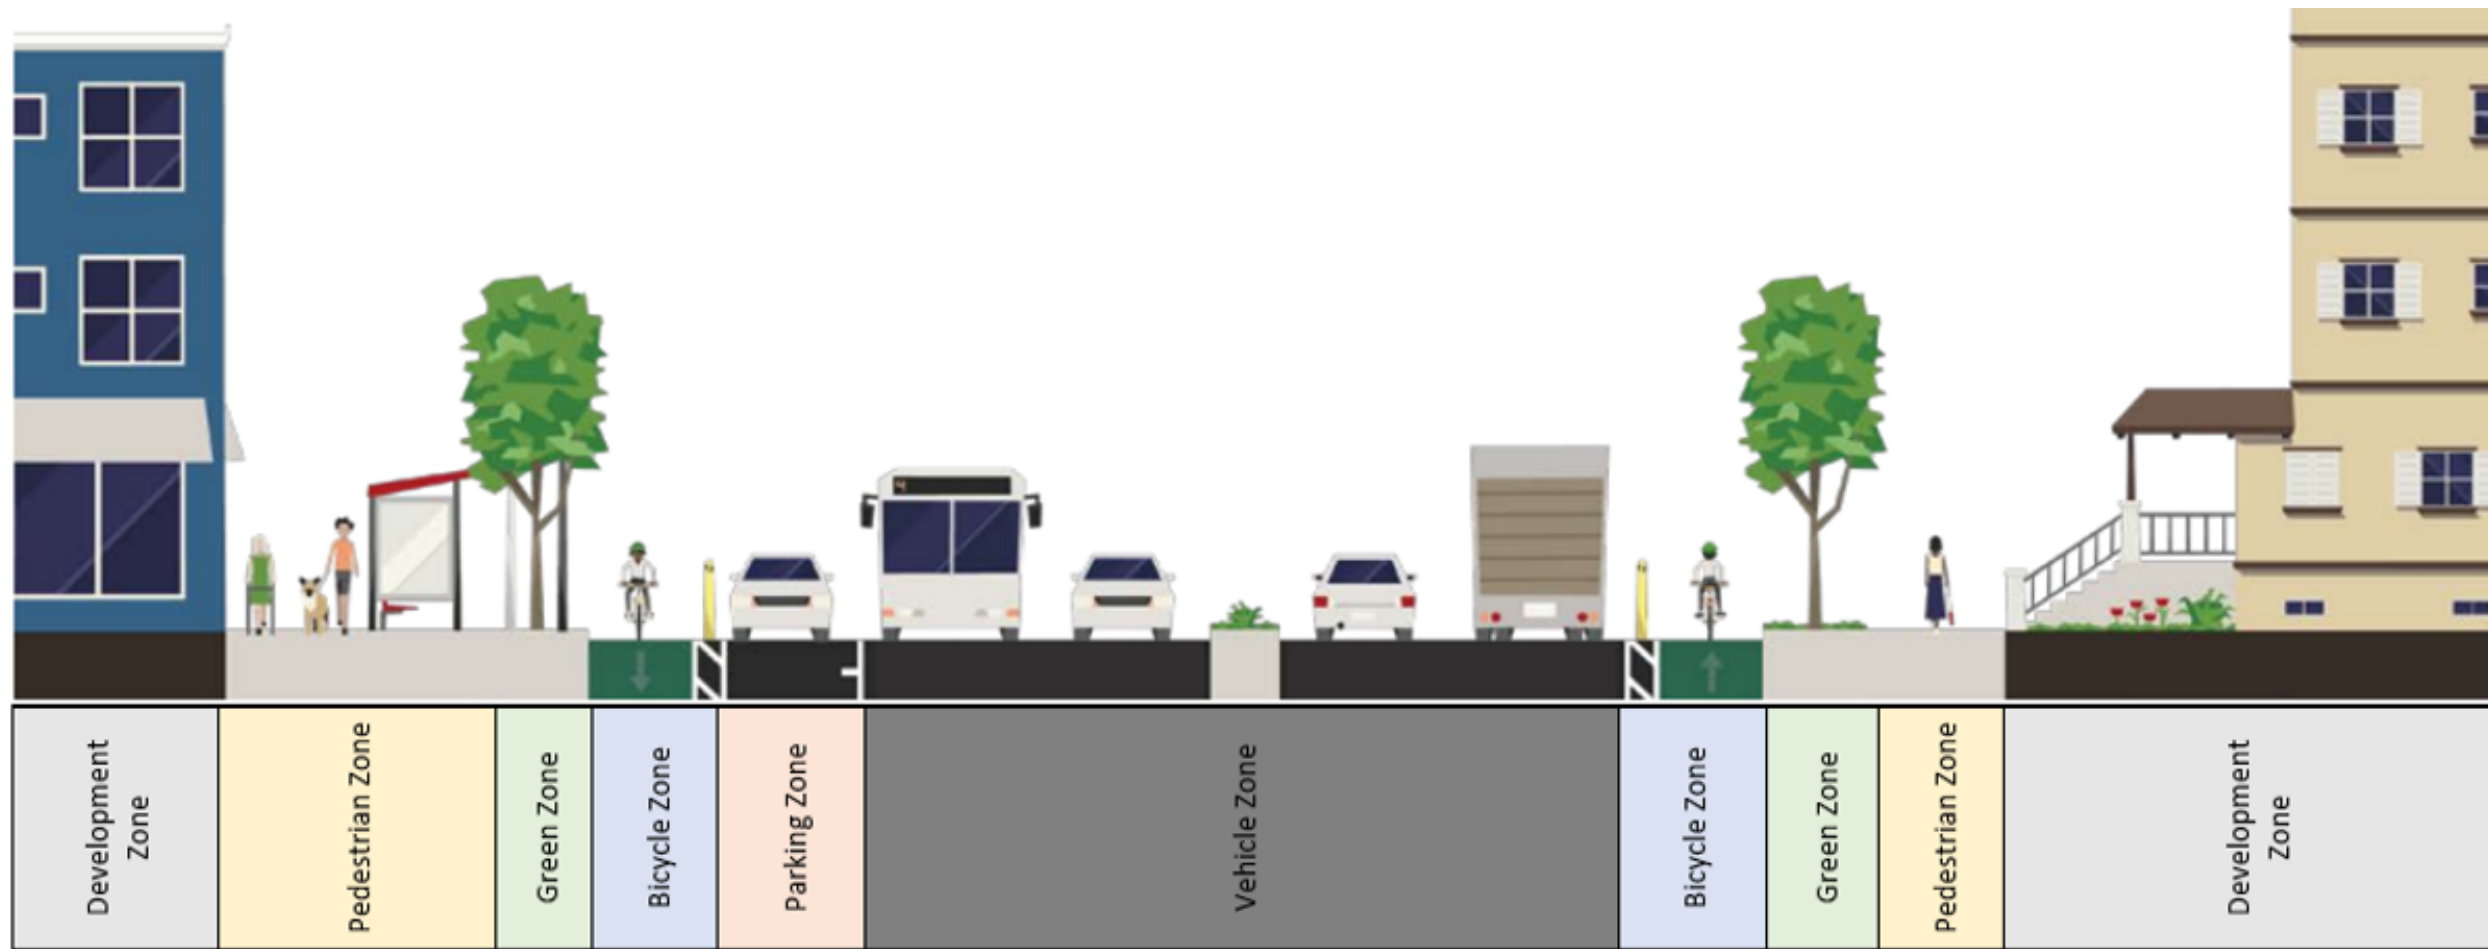 Development
Zone
Pedestrian Zone
Green Zone
Bicycle Zone
Parking Zone
Vehicle Zone
Bicycle Zone
Green Zone
Pedestrian Zone
Development
Zone